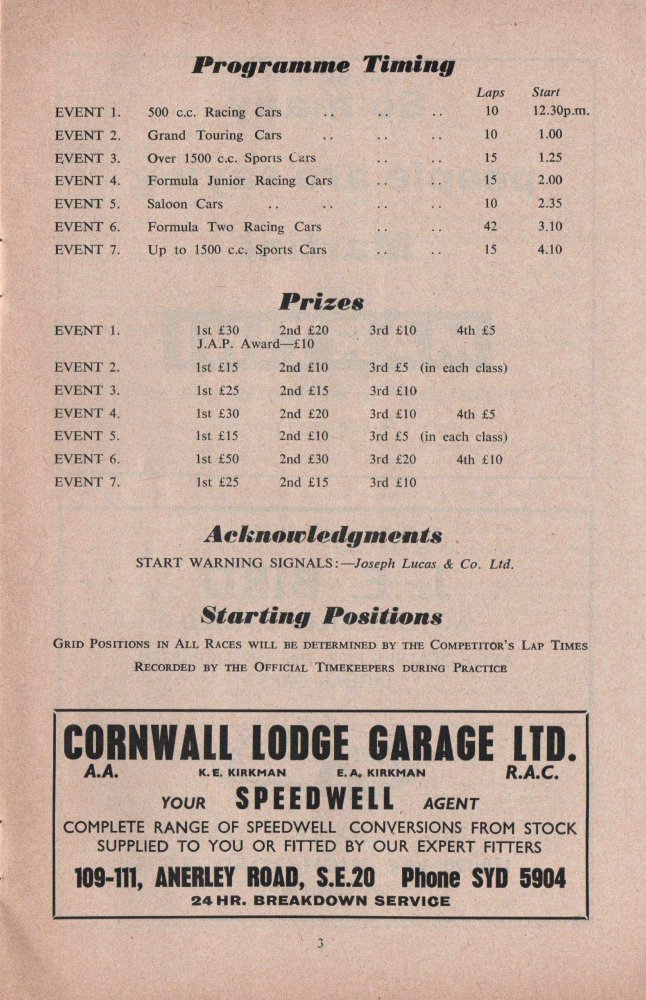 Programme Timing
Laps Start
EVENT 1. 500 c.c. Racing Cars .. .. .. 10 12.30p.m.
EVENT 2. Grand Touring Cars .. .. .. 10 1.00
EVENT 3. Over 1500 c.c. Sports Cars .. .. 15 1.25
EVENT 4. Formula Junior Racing Cars .. .. 15 2.00
EVENT 5. Saloon Cars .. .. .. .. 10 2.35
EVENT 6. Formula Two Racing Cars .. .. 42 3.10
EVENT 7. Up to 1500 c.c. Sports Cars .. .. 15 4.10
Prizes
EVENT 1. 1st £30 2nd £20 3rd £10 4th £5
J.A.P. Award—£10
EVENT 2. 1st £15 2nd £10 3rd £5 (in each class)
EVENT 3. 1st £25 2nd £15 3rd £10
EVENT 4. 1st £30 2nd £20 3rd £10 4th £5
EVENT 5. 1st £15 2nd £10 3rd £5 (in each class)
EVENT 6. 1st £50 2nd £30 3rd £20 4th £10
EVENT 7. 1st £25 2nd £15 3rd £10
Acknowledgments
START WARNING SIGNALS:—Joseph Lucas & Co. Ltd.
Starting Positions
GRID POSITIONS IN ALL RACES WILL BE DETERMINED BY THE COMPETITOR'S LAP TIMES
RECORDED BY THE OFFICIAL TIMEKEEPERS DURING PRACTICE
CORNWALL LODGE GARAGE LTD.
A.A. K.E. KIRKMAN E.A. KIRKMAN R.A.C.
YOUR SPEEDWELL AGENT
COMPLETE RANGE OF SPEEDWELL CONVERSIONS FROM STOCK
SUPPLIED TO YOU OR FITTED BY OUR EXPERT FITTERS
109-111, ANERLEY ROAD, S.E.20 Phone SYD 5904
24 HR. BREAKDOWN SERVICE
3